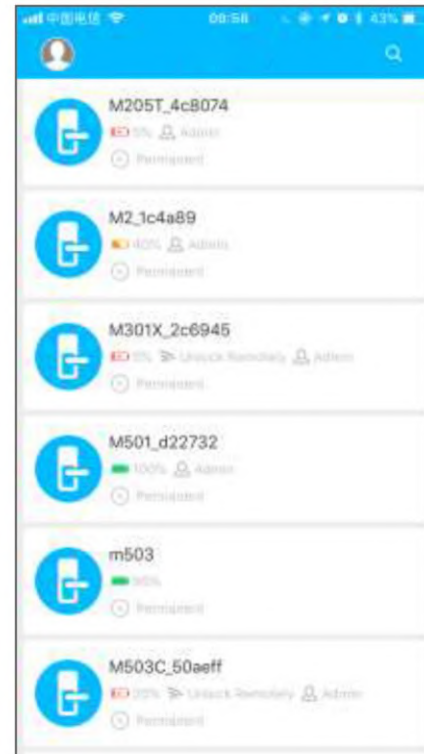 中国电信 08:58 43%
M205T_4c8074
5% Admin
Permanent
M2_1c4a89
40% Admin
Permanent
M301X_2c6945
5% Unlock Remotely Admin
Permanent
M501_d22732
100% Admin
Permanent
m503
Permanent
M503C_50aeff
20% Unlock Remotely Admin
Permanent